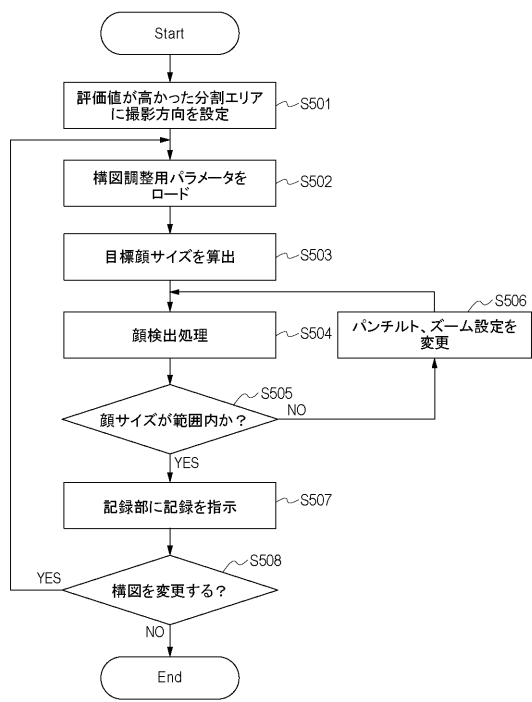 Start
評価値が高かった分割エリア
に撮影方向を設定
S501
構図調整用パラメータを
ロード
S502
目標顔サイズを算出
S503
顔検出処理
S504
パンチルト、ズーム設定を
変更
S506
顔サイズが範囲内か？
S505
NO
YES
記録部に記録を指示
S507
構図を変更する？
S508
YES
NO
End